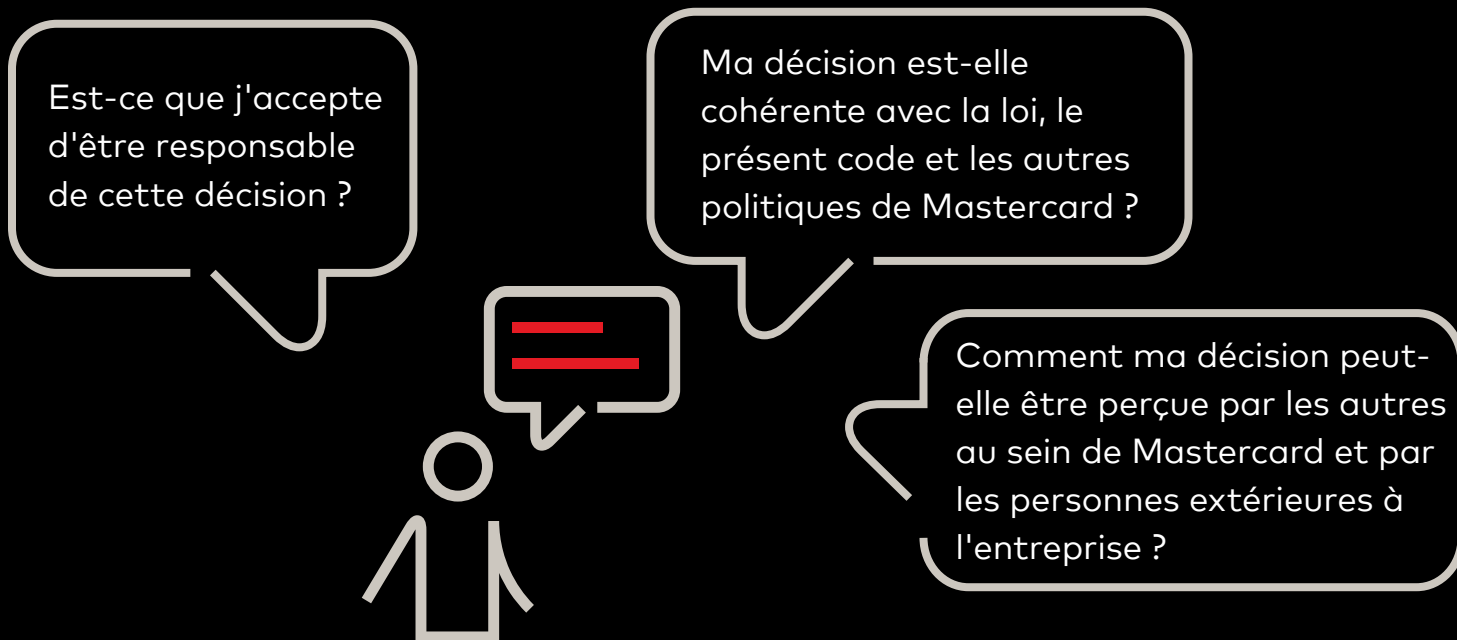 Est-ce que j'accepte
d'être responsable
de cette décision ?
Ma décision est-elle
cohérente avec la loi, le
présent code et les autres
politiques de Mastercard ?
Comment ma décision peut-
elle être perçue par les autres
au sein de Mastercard et par
les personnes extérieures à
l'entreprise ?